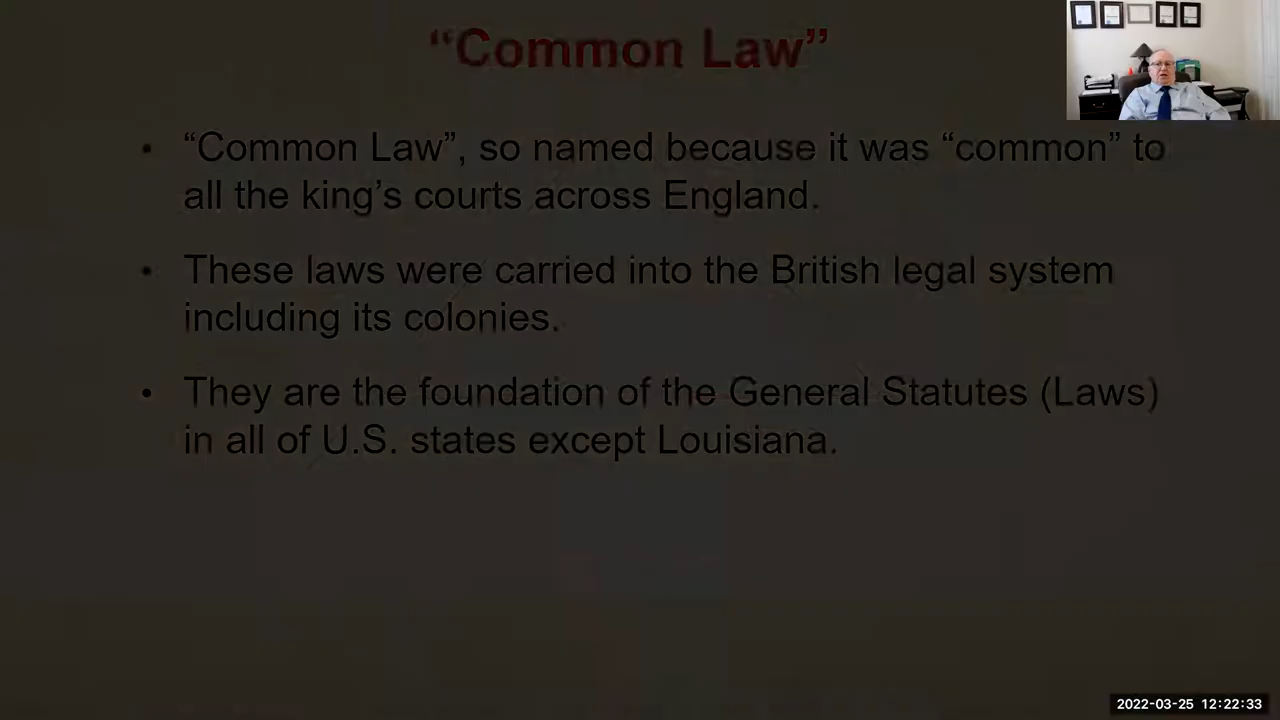 “Common Law”
• “Common Law”, so named because it was “common” to
all the king’s courts across England.
• These laws were carried into the British legal system
including its colonies.
• They are the foundation of the General Statutes (Laws)
in all of U.S. states except Louisiana.
2022-03-25 12:22:33